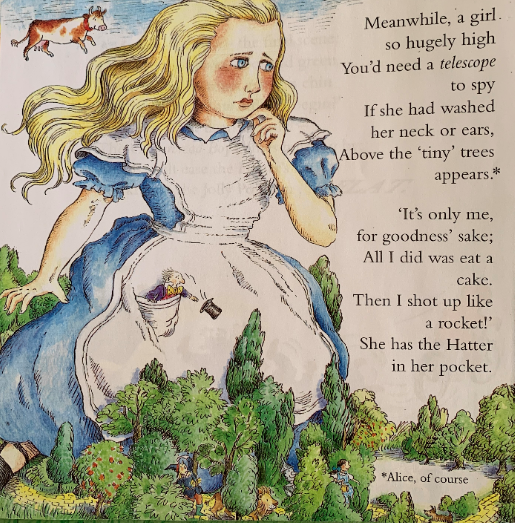 Meanwhile, a girl
so hugely high
You'd need a telescope
to spy
If she had washed
her neck or ears,
Above the 'tiny' trees
appears.*
'It's only me,
for goodness' sake;
All I did was eat a
cake.
Then I shot up like
a rocket!'
She has the Hatter
in her pocket.
*Alice, of course